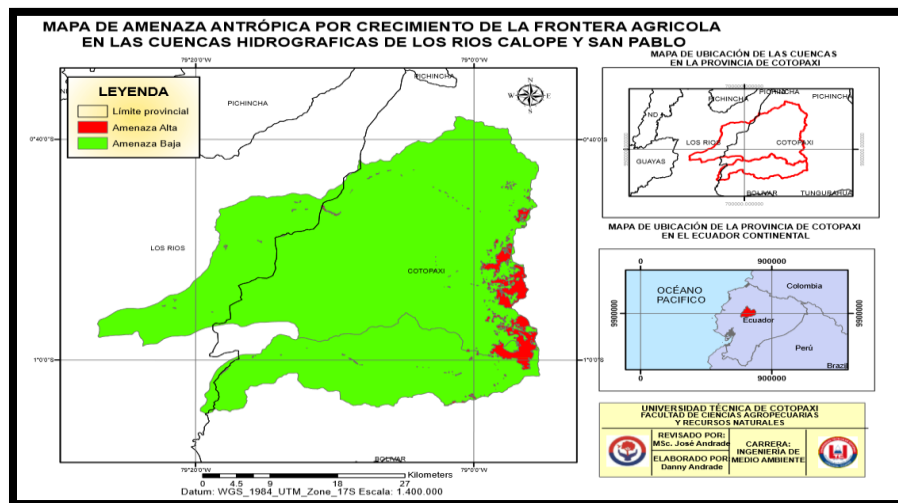 MAPA DE AMENAZA ANTRÓPICA POR CRECIMIENTO DE LA FRONTERA AGRICOLA
EN LAS CUENCAS HIDROGRAFICAS DE LOS RIOS CALOPE Y SAN PABLO
79°20'0"W
79°0'0"W
LEYENDA
Límite provincial
Amenaza Alta
Amenaza Baja
PICHINCHA
PICHINCHA
N
W
E
S
0°40'0"S
0°40'0"S
LOS RIOS
COTOPAXI
1°0'0"S
1°0'0"S
BOLIVAR
79°20'0"W
79°0'0"W
Kilometers
0 4.5 9 18 27
Datum: WGS_1984_UTM_Zone_17S Escala: 1:400.000
MAPA DE UBICACIÓN DE LAS CUENCAS
EN LA PROVINCIA DE COTOPAXI
PICHINCHA
PICHINCHA
ND
LOS RIOS
COTOPAXI
GUAYAS
BOLIVAR
TUNGURAHUA
MAPA DE UBICACIÓN DE LA PROVINCIA DE COTOPAXI
EN EL ECUADOR CONTINENTAL
0
900000
OCÉANO
PACIFICO
Colombia
9900000
9900000
Ecuador
Perú
Brazil
0
900000
UNIVERSIDAD TÉCNICA DE COTOPAXI
FACULTAD DE CIENCIAS AGROPECUARIAS
Y RECURSOS NATURALES
REVISADO POR:
MSc. José Andrade
ELABORADO POR
Danny Andrade
CARRERA:
INGENIERÍA DE
MEDIO AMBIENTE